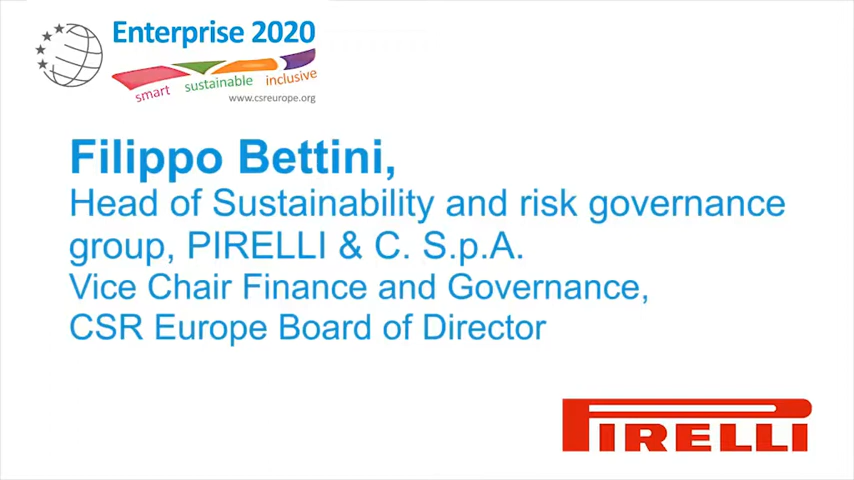 Enterprise 2020
smart sustainable inclusive
www.csreurope.org
Filippo Bettini,
Head of Sustainability and risk governance
group, PIRELLI & C. S.p.A.
Vice Chair Finance and Governance,
CSR Europe Board of Director
PIRELLI